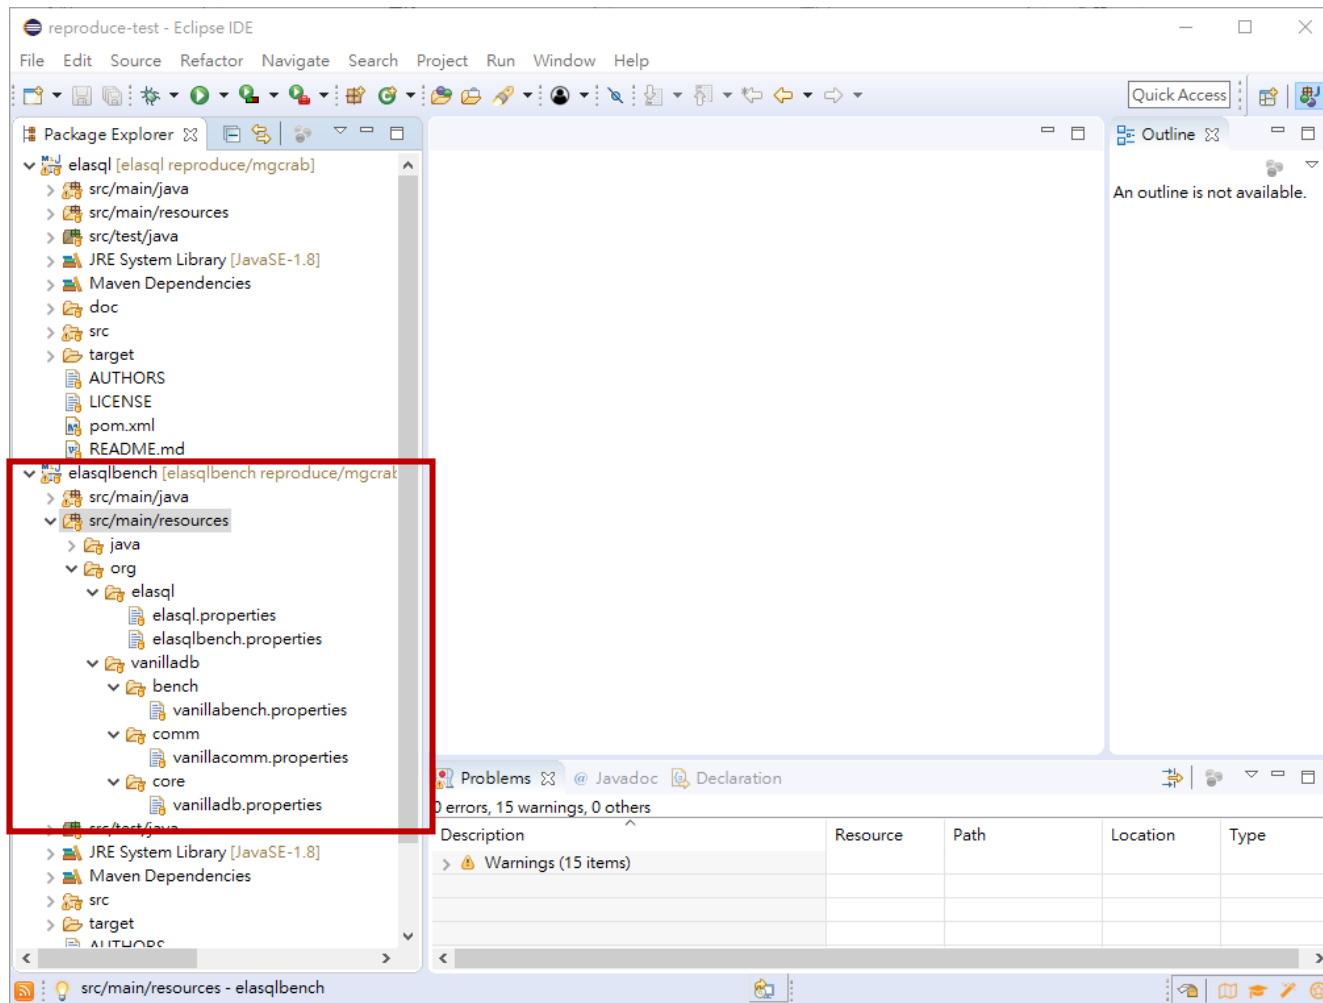 reproduce-test - Eclipse IDE
File Edit Source Refactor Navigate Search Project Run Window Help
Quick Access
Package Explorer
elasql [elasql reproduce/mgcrab]
src/main/java
src/main/resources
src/test/java
JRE System Library [JavaSE-1.8]
Maven Dependencies
doc
src
target
AUTHORS
LICENSE
pom.xml
README.md
elasqlbench [elasqlbench reproduce/mgcrab
src/main/java
src/main/resources
java
org
elasql
elasql.properties
elasqlbench.properties
vanilladb
bench
vanillabench.properties
comm
vanillacomm.properties
core
vanilladb.properties
src/test/java
JRE System Library [JavaSE-1.8]
Maven Dependencies
src
target
AUTHORS
Outline
An outline is not available.
Problems @ Javadoc Declaration
0 errors, 15 warnings, 0 others
Description Resource Path Location Type
Warnings (15 items)
src/main/resources - elasqlbench